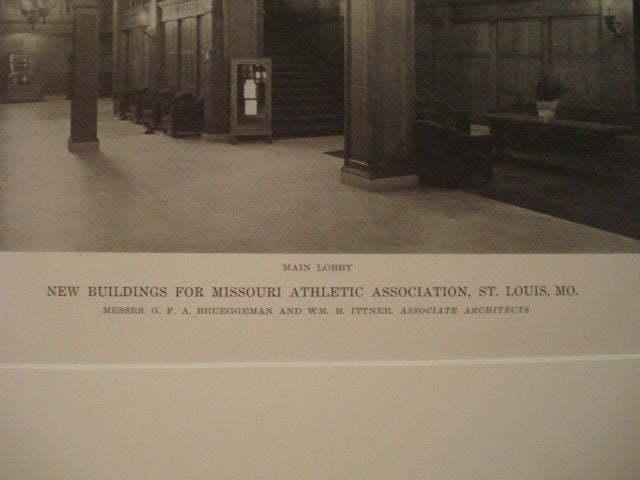 MAIN LOBBY
NEW BUILDINGS FOR MISSOURI ATHLETIC ASSOCIATION, ST. LOUIS, MO.
MESSRS. G. F. A. BRUEGGEMAN AND WM. B. ITTNER, ASSOCIATE ARCHITECTS